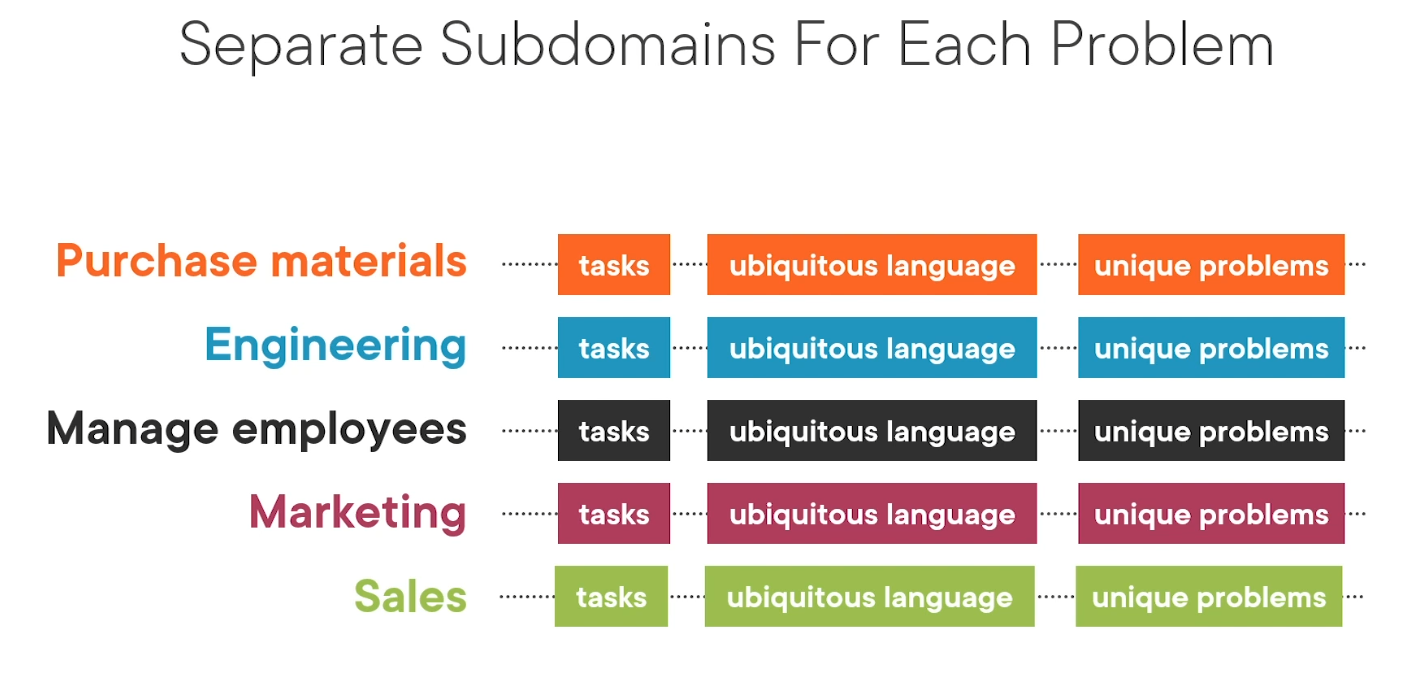 Separate Subdomains For Each Problem
Purchase materials tasks ubiquitous language unique problems
Engineering tasks ubiquitous language unique problems
Manage employees tasks ubiquitous language unique problems
Marketing tasks ubiquitous language unique problems
Sales tasks ubiquitous language unique problems